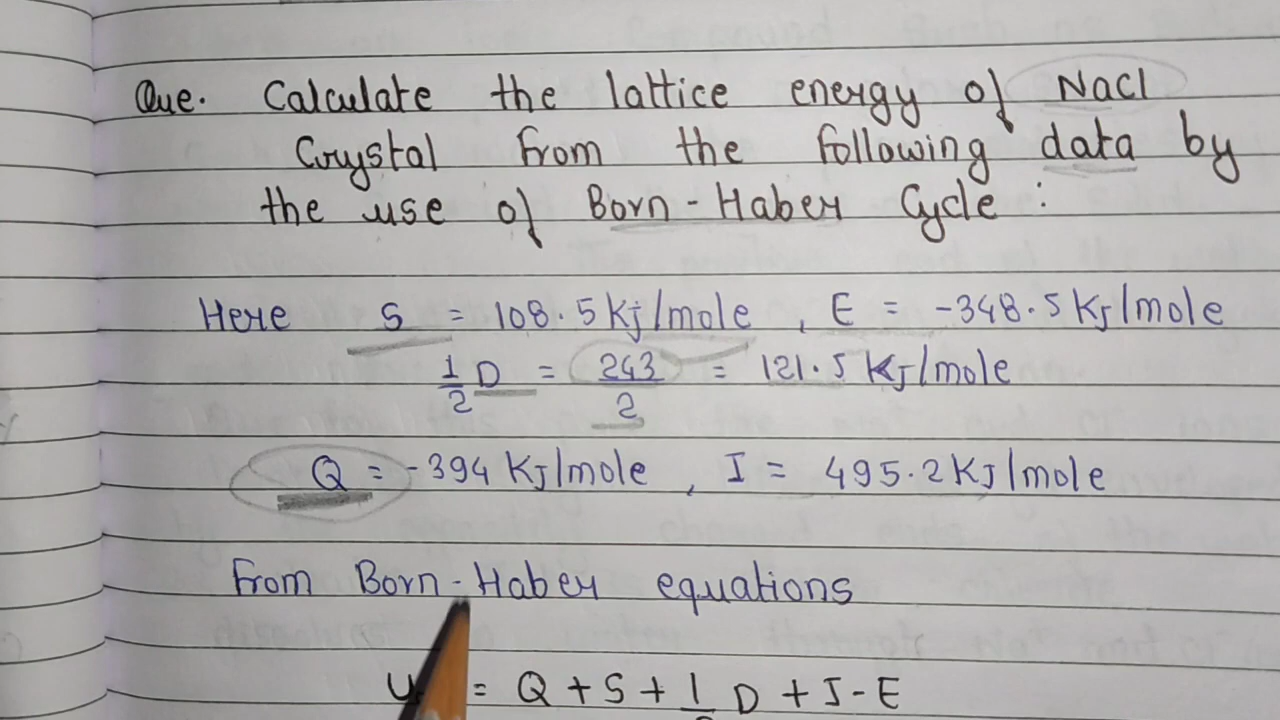 Que. Calculate the lattice energy of NaCl
Crystal from the following data by
the use of Born-Haber Cycle :
Here S = 108.5 KJ/mole , E = -348.5 KJ/mole
1/2 D = 243/2 = 121.5 KJ/mole
Q = -394 KJ/mole , I = 495.2 KJ/mole
From Born-Haber equations
U = Q + S + 1/2 D + I - E